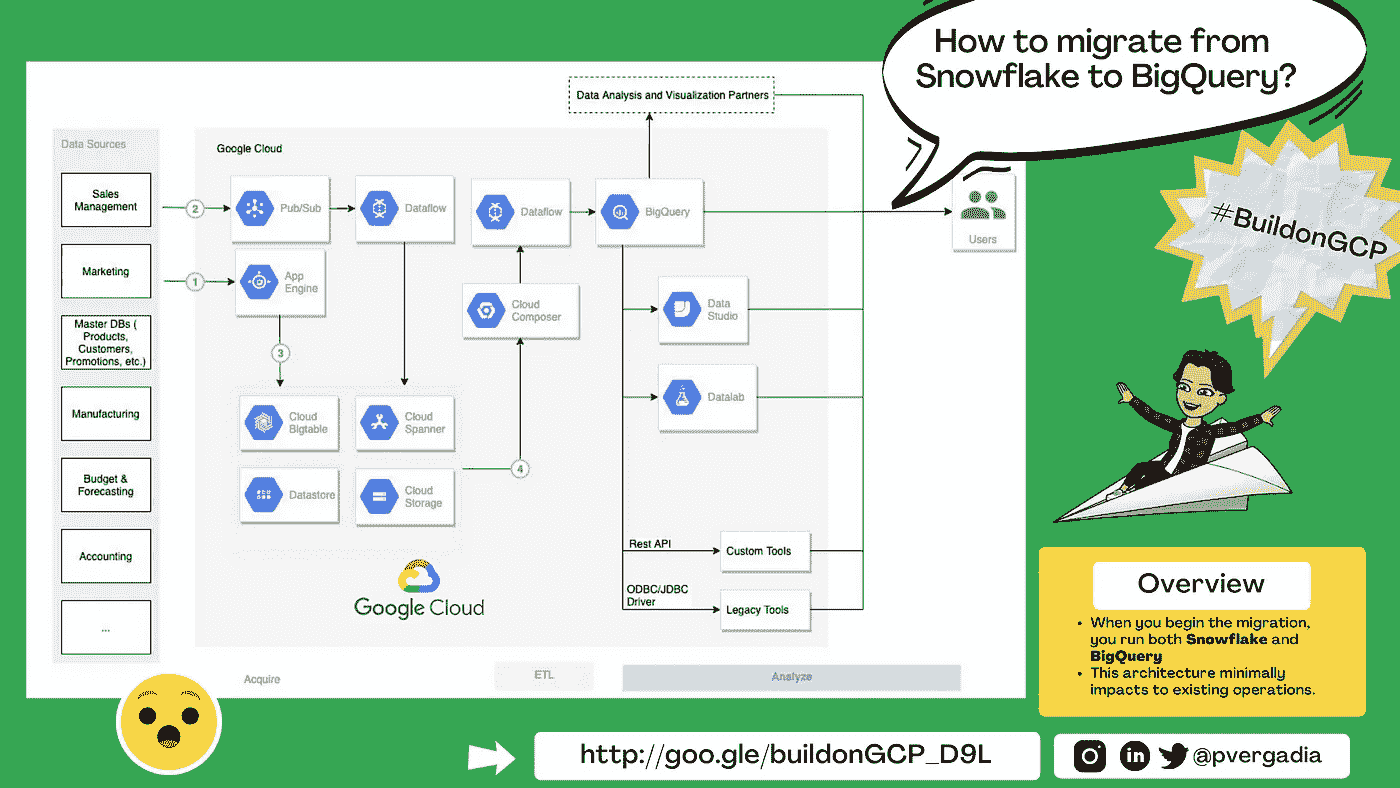 How to migrate from
Snowflake to BigQuery?
#BuildonGCP
Data Analysis and Visualization Partners
Data Sources
Sales
Management
Marketing
Master DBs (
Products,
Customers,
Promotions, etc.)
Manufacturing
Budget &
Forecasting
Accounting
...
Google Cloud
2
Pub/Sub
Dataflow
Dataflow
BigQuery
Users
1
App
Engine
Cloud
Composer
Data
Studio
3
Datalab
Cloud
Bigtable
Cloud
Spanner
4
Datastore
Cloud
Storage
Rest API
Custom Tools
ODBC/JDBC
Driver
Legacy Tools
Google Cloud
Acquire
ETL
Analyze
Overview
• When you begin the migration,
you run both Snowflake and
BigQuery
• This architecture minimally
impacts to existing operations.
http://goo.gle/buildonGCP_D9L
in
@pvergadia